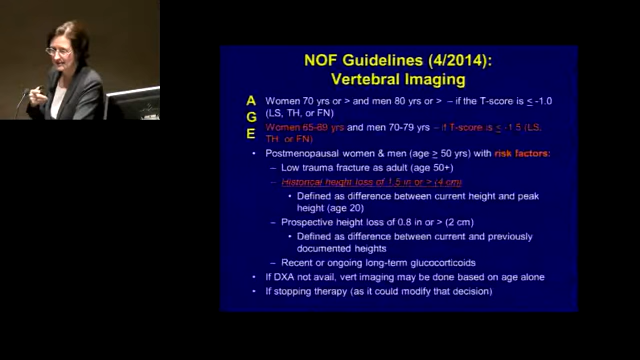 NOF Guidelines (4/2014):
Vertebral Imaging
A Women 70 yrs or > and men 80 yrs or > – if the T-score is ≤ -1.0
G (LS, TH, or FN)
E Women 65-69 yrs and men 70-79 yrs – if T-score is ≤ -1.5 (LS,
TH, or FN)
• Postmenopausal women & men (age ≥ 50 yrs) with risk factors:
– Low trauma fracture as adult (age 50+)
– Historical height loss of 1.5 in or > (4 cm)
• Defined as difference between current height and peak
height (age 20)
– Prospective height loss of 0.8 in or > (2 cm)
• Defined as difference between current and previously
documented heights
– Recent or ongoing long-term glucocorticoids
• If DXA not avail, vert imaging may be done based on age alone
• If stopping therapy (as it could modify that decision)